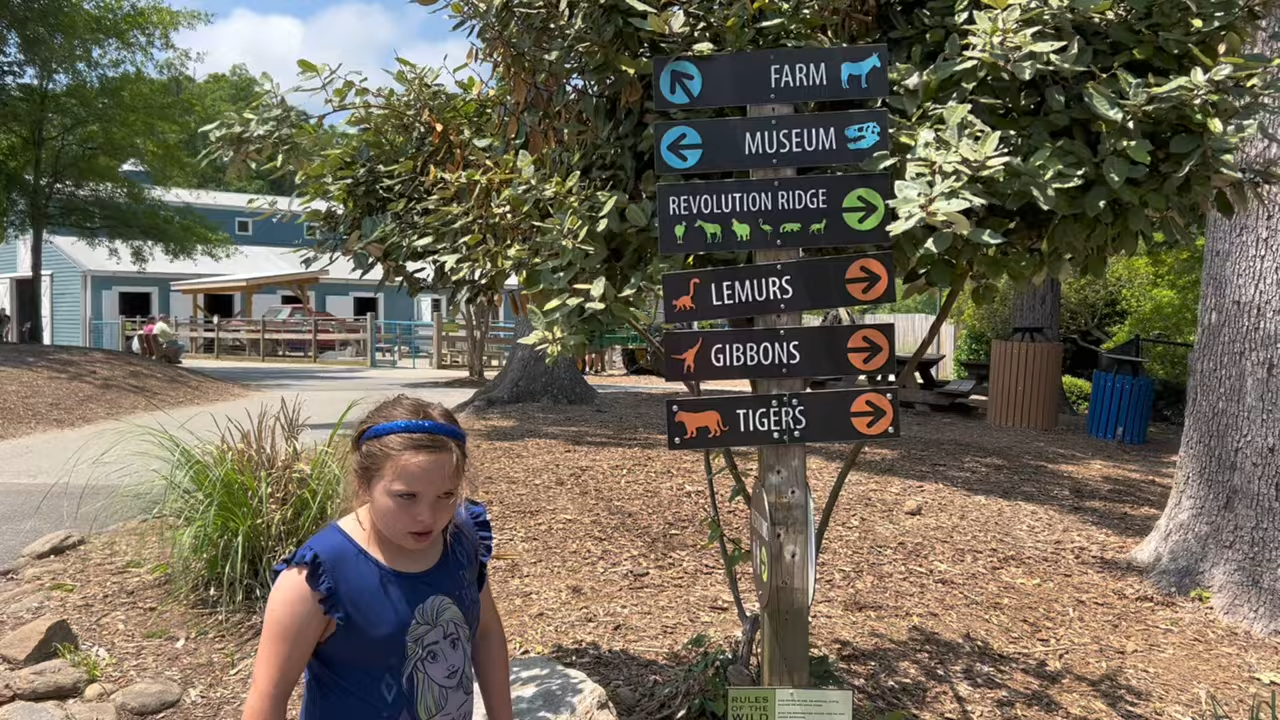 FARM
MUSEUM
REVOLUTION RIDGE
LEMURS
GIBBONS
TIGERS
RULES
OF THE
WILD